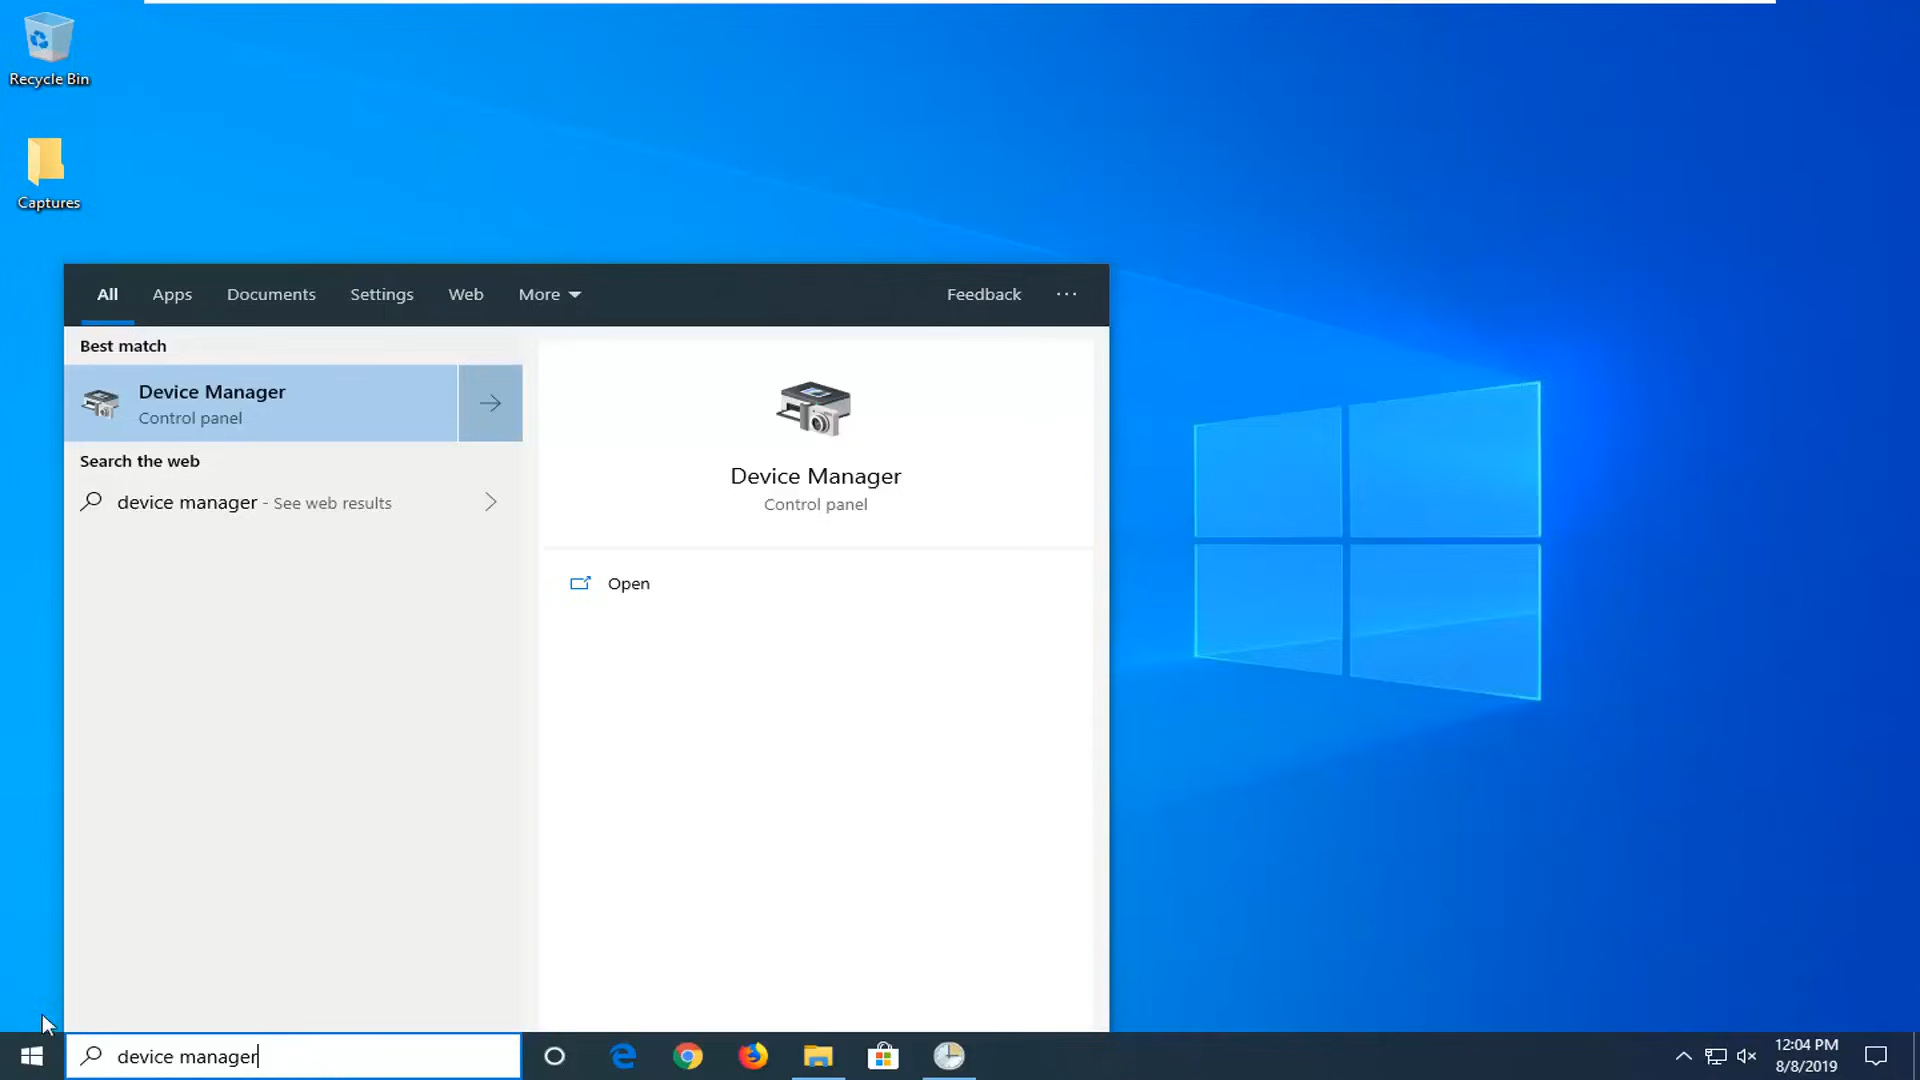 Recycle Bin
Captures
All Apps Documents Settings Web More Feedback ...
Best match
Device Manager
Control panel
Search the web
device manager - See web results
Device Manager
Control panel
Open
device manager
12:04 PM
8/8/2019